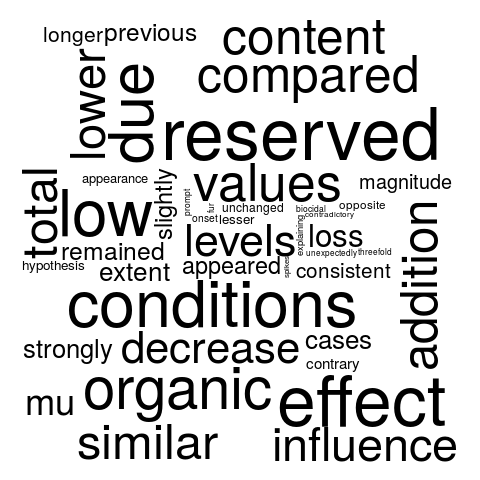 longer previous content
lower due compared
reserved
appearance slightly values magnitude
total low prompt fur unchanged biocidal opposite
onset lesser contradictory
remained levels explaining loss
unexpectedly threefold
hypothesis extent appeared spikes consistent
conditions addition
strongly decrease cases
contrary
mu organic effect
similar influence